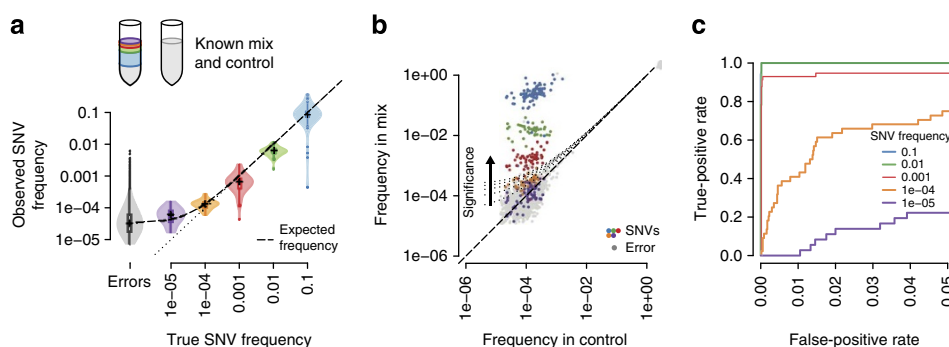 a
Known mix
and control
Observed SNV
frequency
0.1
0.01
0.001
1e-04
1e-05
Expected
frequency
Errors
1e-05
1e-04
0.001
0.01
0.1
True SNV frequency
b
Frequency in mix
1e+00
1e-02
1e-04
1e-06
Significance
SNVs
Error
1e-06
1e-04
1e-02
1e+00
Frequency in control
c
True-positive rate
1.0
0.8
0.6
0.4
0.2
0.0
SNV frequency
0.1
0.01
0.001
1e-04
1e-05
0.00
0.01
0.02
0.03
0.04
0.05
False-positive rate